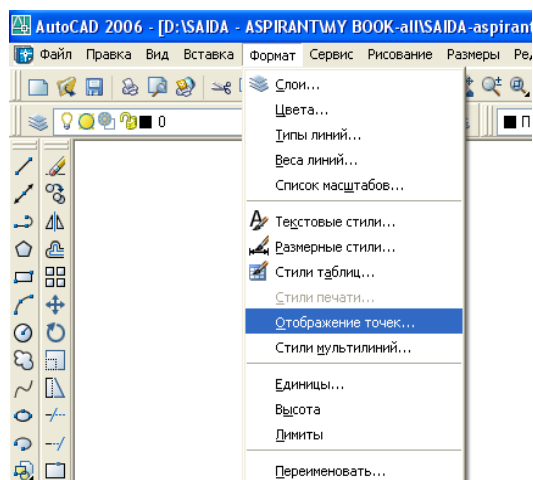 AutoCAD 2006 - [D:\SAIDA - ASPIRANT\MY BOOK-all\SAIDA-aspirant
Файл Правка Вид Вставка Формат Сервис Рисование Размеры Ре
0
П
Слои...
Цвета...
Типы линий...
Веса линий...
Список масштабов...
Текстовые стили...
Размерные стили...
Стили таблиц...
Стили печати...
Отображение точек...
Стили мультилиний...
Единицы...
Высота
Лимиты
Переименовать...